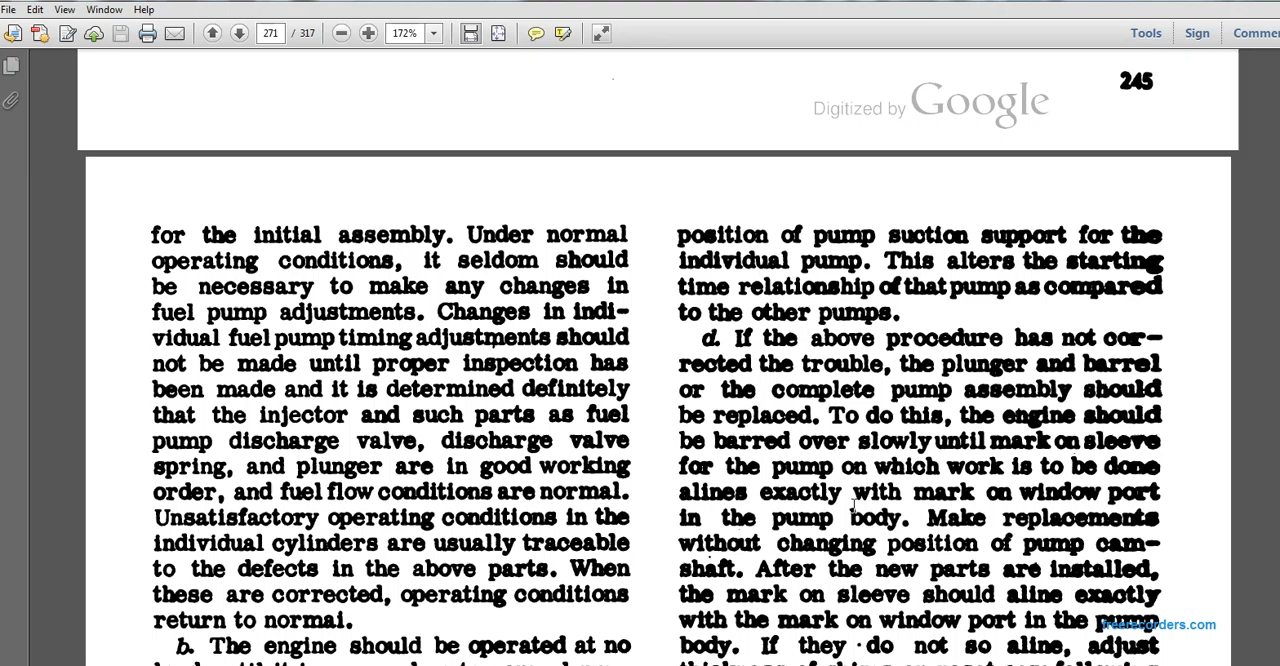 File Edit View Window Help
271 / 317 172% Tools Sign Comme
245
Digitized by Google
for the initial assembly. Under normal
operating conditions, it seldom should
be necessary to make any changes in
fuel pump adjustments. Changes in indi-
vidual fuel pump timing adjustments should
not be made until proper inspection has
been made and it is determined definitely
that the injector and such parts as fuel
pump discharge valve, discharge valve
spring, and plunger are in good working
order, and fuel flow conditions are normal.
Unsatisfactory operating conditions in the
individual cylinders are usually traceable
to the defects in the above parts. When
these are corrected, operating conditions
return to normal.
b. The engine should be operated at no
position of pump suction support for the
individual pump. This alters the starting
time relationship of that pump as compared
to the other pumps.
d. If the above procedure has not cor-
rected the trouble, the plunger and barrel
or the complete pump assembly should
be replaced. To do this, the engine should
be barred over slowly until mark on sleeve
for the pump on which work is to be done
alines exactly with mark on window port
in the pump body. Make replacements
without changing position of pump cam-
shaft. After the new parts are installed,
the mark on sleeve should aline exactly
with the mark on window port in the pump
body. If they do not so aline, adjust
freerecorders.com